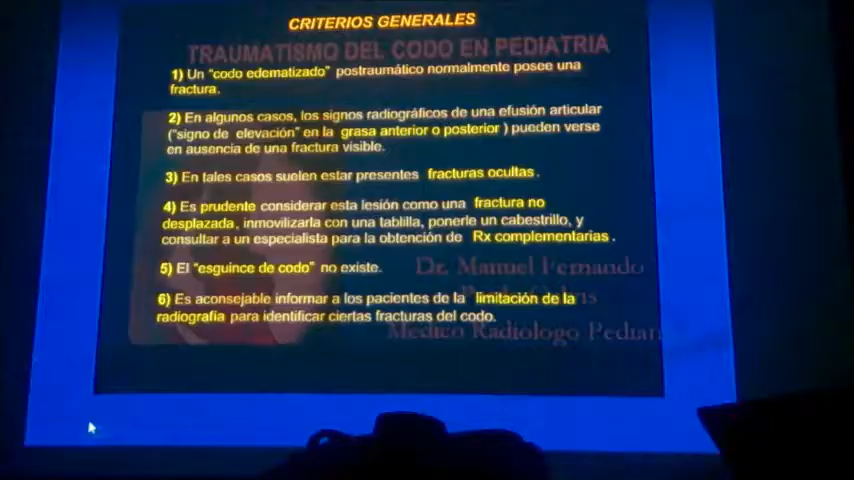 CRITERIOS GENERALES
TRAUMATISMO DEL CODO EN PEDIATRIA
1) Un "codo edematizado" postraumático normalmente posee una
fractura.
2) En algunos casos, los signos radiográficos de una efusión articular
("signo de elevación" en la grasa anterior o posterior ) pueden verse
en ausencia de una fractura visible.
3) En tales casos suelen estar presentes fracturas ocultas.
4) Es prudente considerar esta lesión como una fractura no
desplazada, inmovilizarla con una tablilla, ponerle un cabestrillo, y
consultar a un especialista para la obtención de Rx complementarias.
5) El "esguince de codo" no existe.
Dr. Manuel Fernando
6) Es aconsejable informar a los pacientes de la limitación de la
radiografía para identificar ciertas fracturas del codo.
Medico Radiologo Pedian